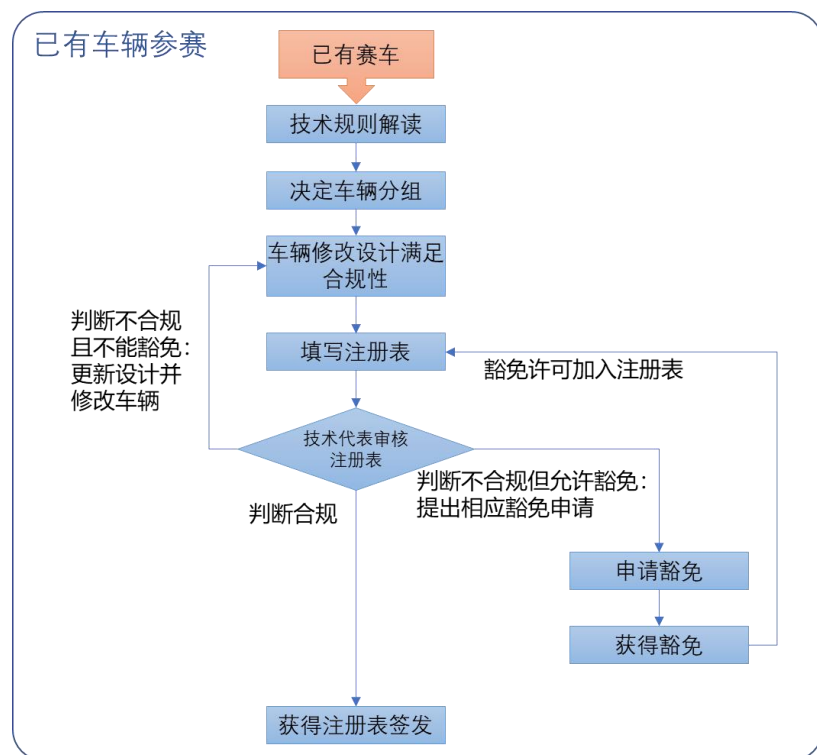 已有车辆参赛
已有赛车
技术规则解读
决定车辆分组
车辆修改设计满足
合规性
判断不合规
且不能豁免：
更新设计并
修改车辆
填写注册表
豁免许可加入注册表
技术代表审核
注册表
判断不合规但允许豁免：
提出相应豁免申请
判断合规
申请豁免
获得豁免
获得注册表签发